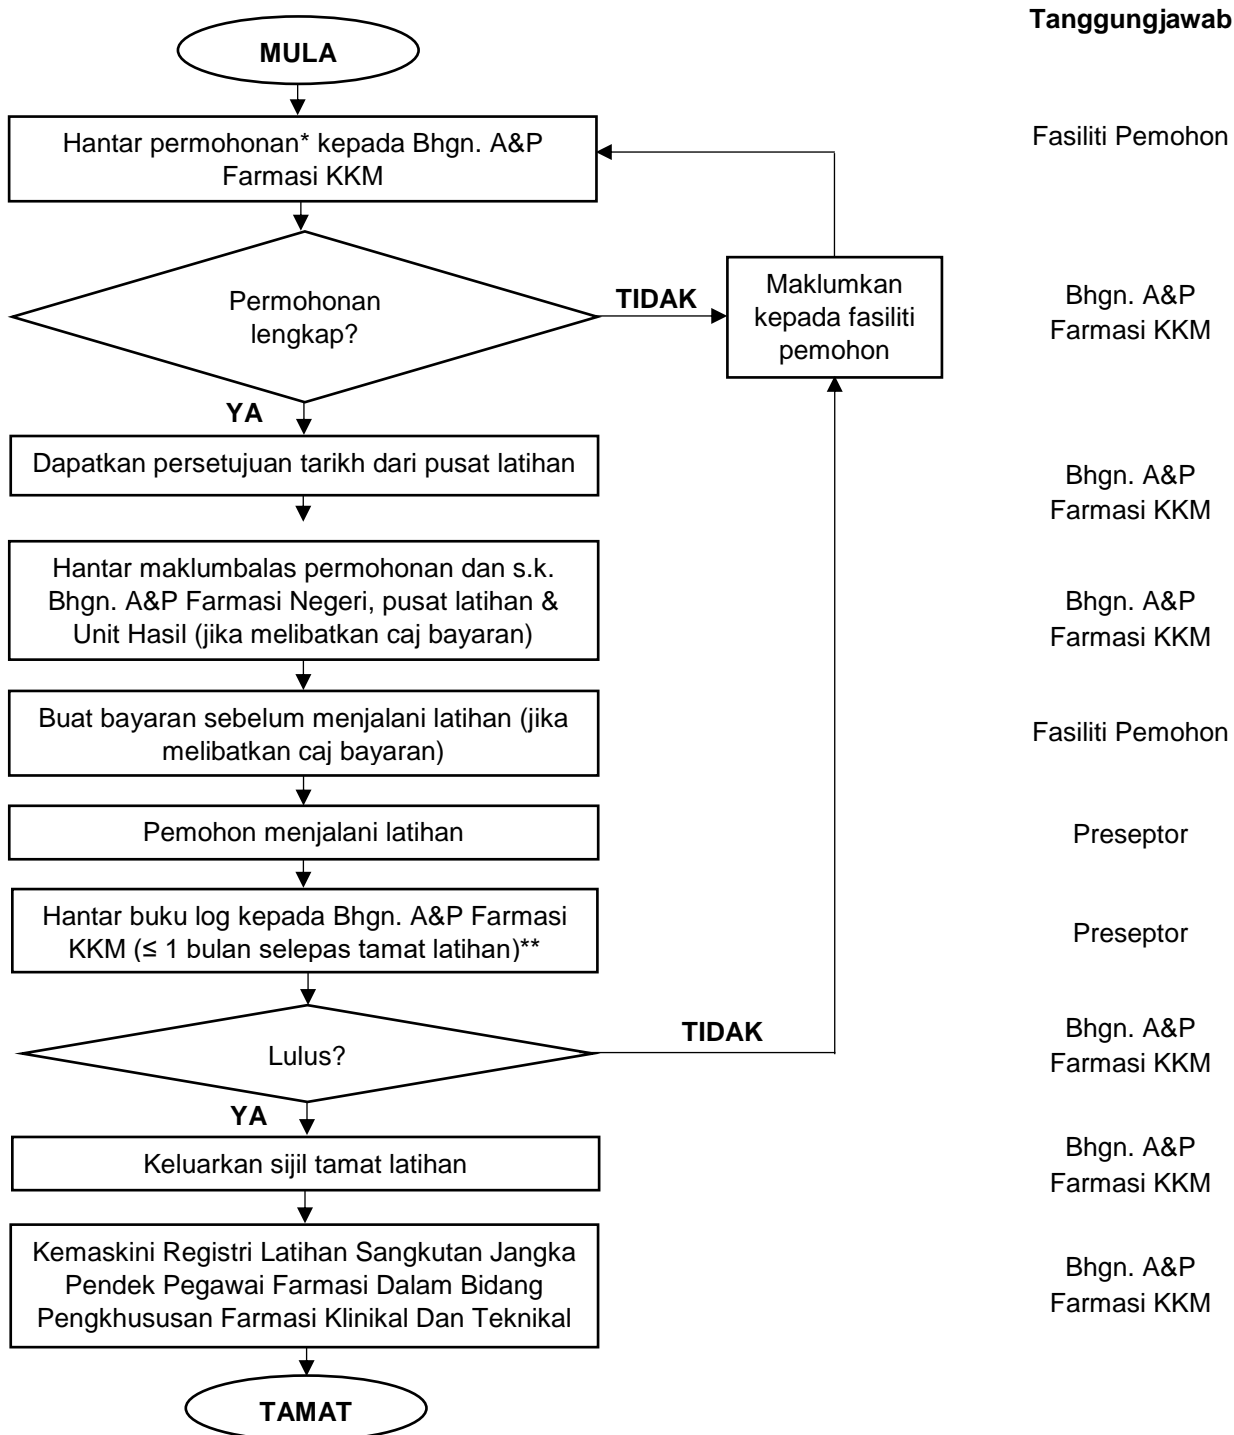 Tanggungjawab
MULA
Hantar permohonan* kepada Bhgn. A&P
Farmasi KKM
Fasiliti Pemohon
Permohonan
lengkap?
TIDAK
Maklumkan
kepada fasiliti
pemohon
Bhgn. A&P
Farmasi KKM
YA
Dapatkan persetujuan tarikh dari pusat latihan
Bhgn. A&P
Farmasi KKM
Hantar maklumbalas permohonan dan s.k.
Bhgn. A&P Farmasi Negeri, pusat latihan &
Unit Hasil (jika melibatkan caj bayaran)
Bhgn. A&P
Farmasi KKM
Buat bayaran sebelum menjalani latihan (jika
melibatkan caj bayaran)
Fasiliti Pemohon
Pemohon menjalani latihan
Preseptor
Hantar buku log kepada Bhgn. A&P Farmasi
KKM (≤ 1 bulan selepas tamat latihan)**
Preseptor
Lulus?
TIDAK
Bhgn. A&P
Farmasi KKM
YA
Keluarkan sijil tamat latihan
Bhgn. A&P
Farmasi KKM
Kemaskini Registri Latihan Sangkutan Jangka
Pendek Pegawai Farmasi Dalam Bidang
Pengkhususan Farmasi Klinikal Dan Teknikal
Bhgn. A&P
Farmasi KKM
TAMAT